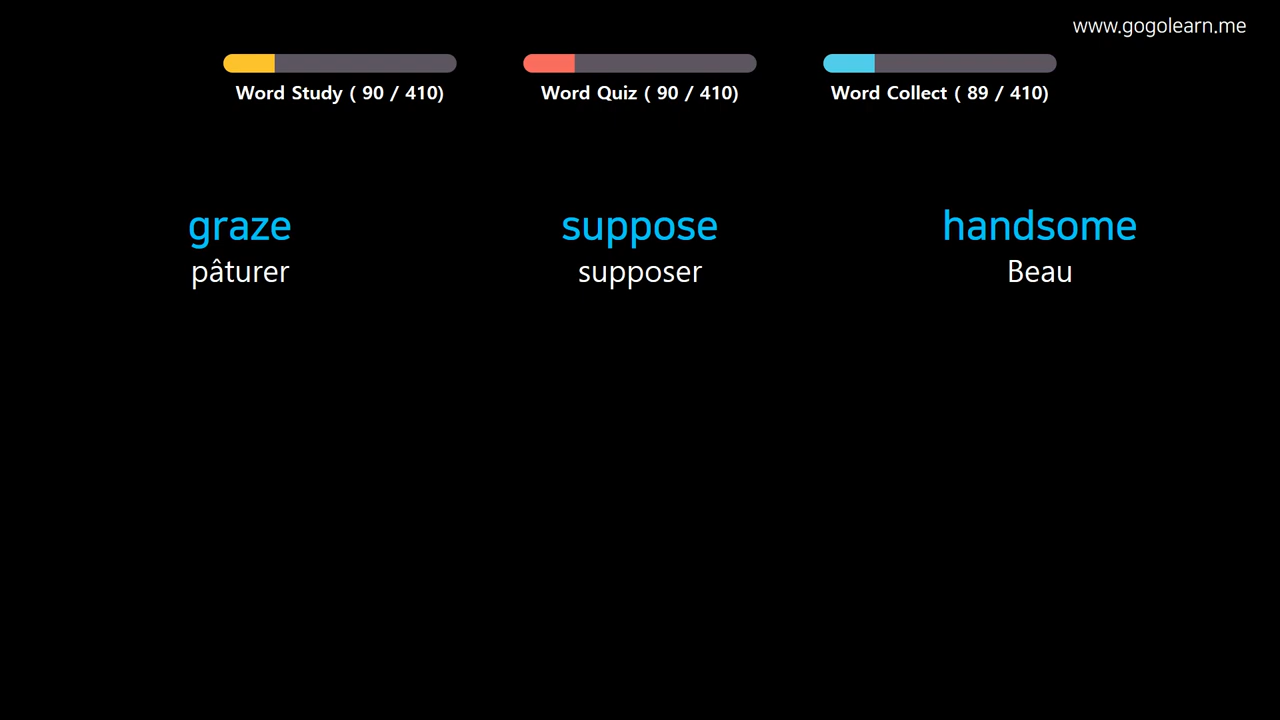 www.gogolearn.me
Word Study ( 90 / 410)
Word Quiz ( 90 / 410)
Word Collect ( 89 / 410)
graze
pâturer
suppose
supposer
handsome
Beau